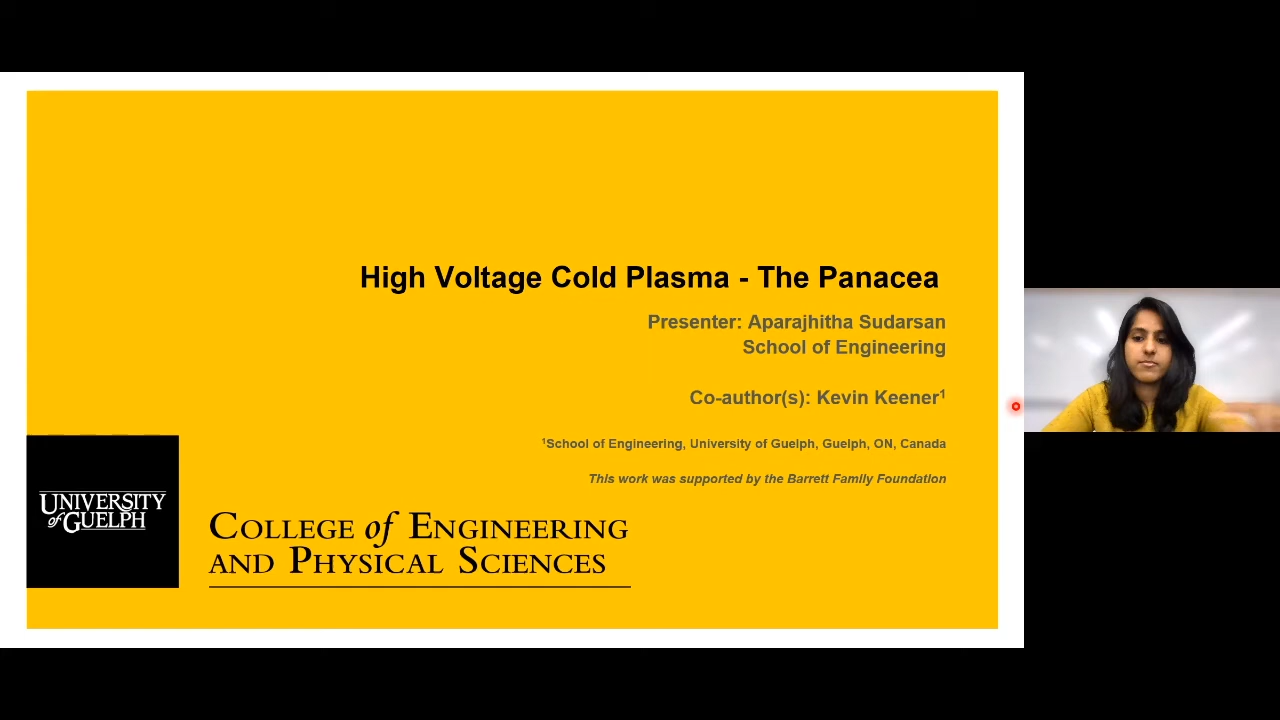 High Voltage Cold Plasma - The Panacea
Presenter: Aparajhitha Sudarsan
School of Engineering
Co-author(s): Kevin Keener¹
¹School of Engineering, University of Guelph, Guelph, ON, Canada
This work was supported by the Barrett Family Foundation
UNIVERSITY
of GUELPH
COLLEGE of ENGINEERING
AND PHYSICAL SCIENCES